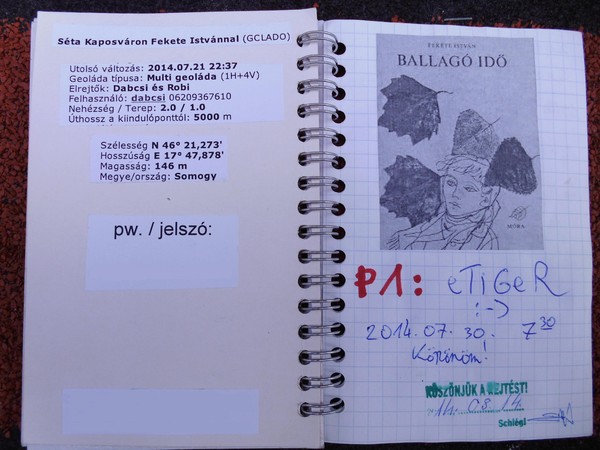 Séta Kaposváron Fekete Istvánnal (GCLADO)
Utolsó változás: 2014.07.21 22:37
Geoláda típusa: Multi geoláda (1H+4V)
Elrejtők: Dabcsi és Robi
Felhasználó: dabcsi 06209367610
Nehézség / Terep: 2.0 / 1.0
Úthossz a kiindulóponttól: 5000 m
Szélesség N 46° 21,273'
Hosszúság E 17° 47,878'
Magasság: 146 m
Megye/ország: Somogy
pw. / jelszó:
FEKETE ISTVÁN
BALLAGÓ IDŐ
MÓRA
P1: eTiGeR
:-)
2014.07.30. 7 30
Köszönöm!
KÖSZÖNJÜK A REJTÉST!
14. 08. 14.
Schlégl